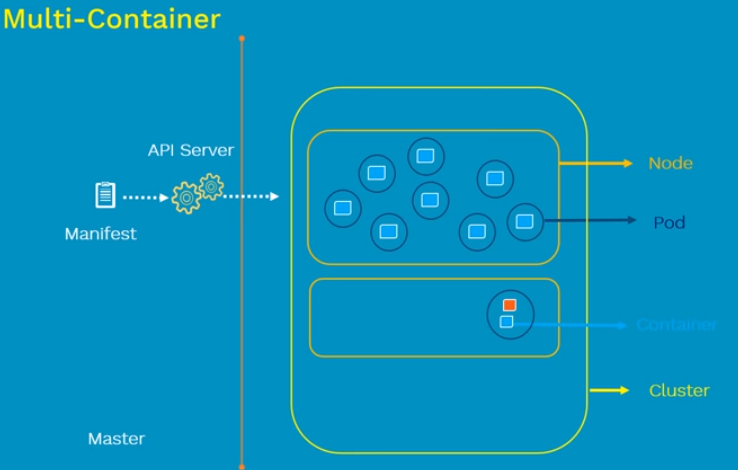 Multi-Container
API Server
Manifest
Node
Pod
Container
Cluster
Master